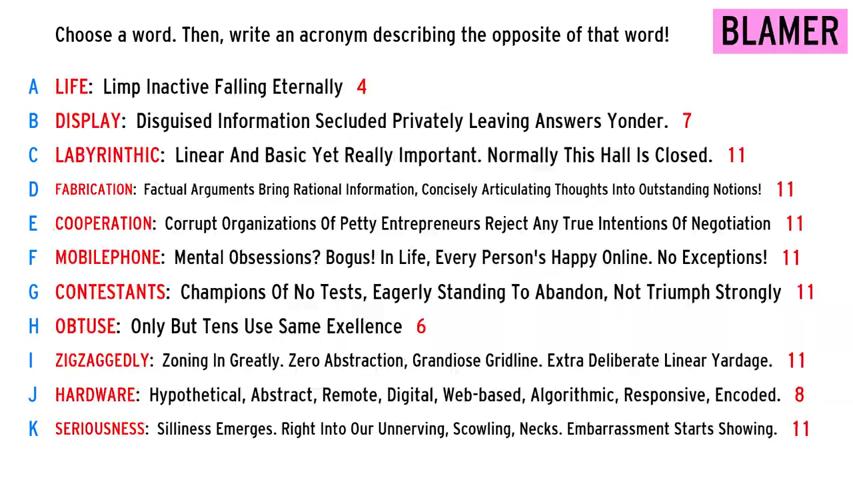 Choose a word. Then, write an acronym describing the opposite of that word!
BLAMER
A LIFE: Limp Inactive Falling Eternally 4
B DISPLAY: Disguised Information Secluded Privately Leaving Answers Yonder. 7
C LABYRINTHIC: Linear And Basic Yet Really Important. Normally This Hall Is Closed. 11
D FABRICATION: Factual Arguments Bring Rational Information, Concisely Articulating Thoughts Into Outstanding Notions! 11
E COOPERATION: Corrupt Organizations Of Petty Entrepreneurs Reject Any True Intentions Of Negotiation 11
F MOBILEPHONE: Mental Obsessions? Bogus! In Life, Every Person's Happy Online. No Exceptions! 11
G CONTESTANTS: Champions Of No Tests, Eagerly Standing To Abandon, Not Triumph Strongly 11
H OBTUSE: Only But Tens Use Same Exellence 6
I ZIGZAGGEDLY: Zoning In Greatly. Zero Abstraction, Grandiose Gridline. Extra Deliberate Linear Yardage. 11
J HARDWARE: Hypothetical, Abstract, Remote, Digital, Web-based, Algorithmic, Responsive, Encoded. 8
K SERIOUSNESS: Silliness Emerges. Right Into Our Unnerving, Scowling, Necks. Embarrassment Starts Showing. 11